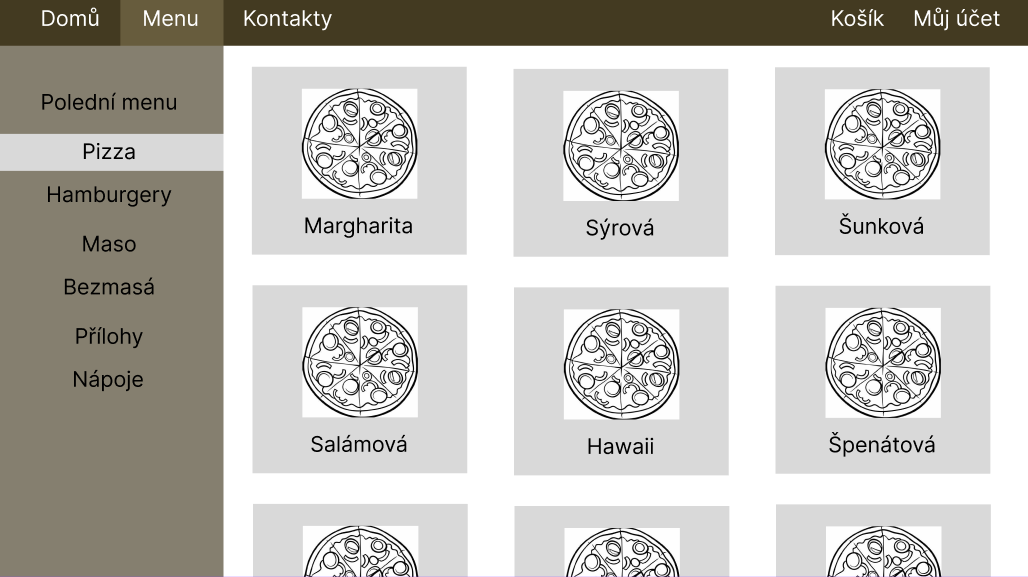 Domů Menu Kontakty Košík Můj účet
Polední menu
Pizza
Hamburgery
Maso
Bezmasá
Přílohy
Nápoje
Margharita Sýrová Šunková
Salámová Hawaii Špenátová